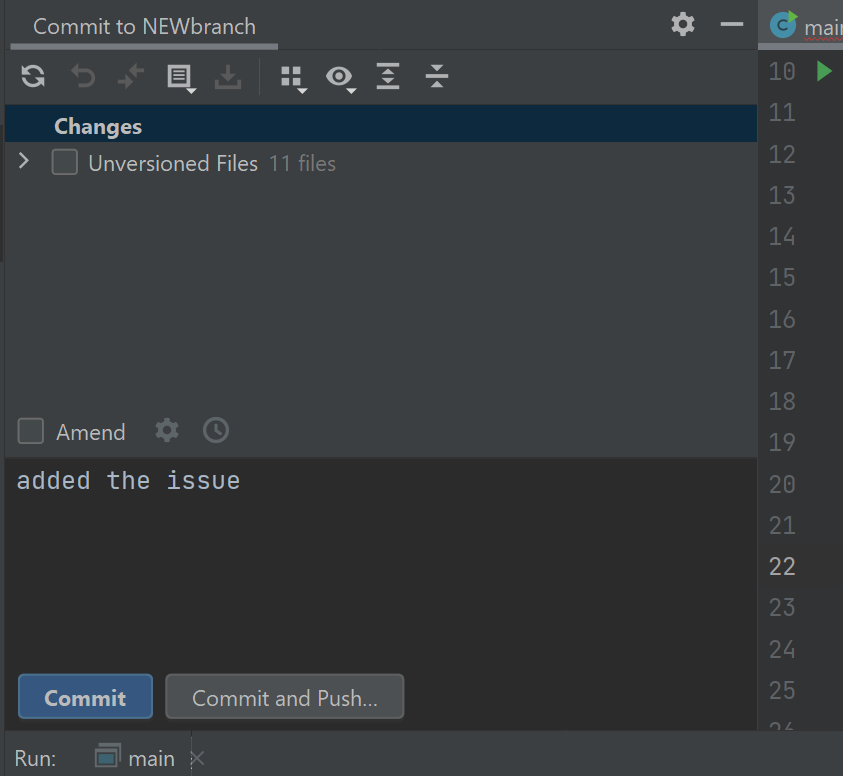 Commit to NEWbranch
main
Changes
Unversioned Files 11 files
Amend
added the issue
Commit Commit and Push...
10
11
12
13
14
15
16
17
18
19
20
21
22
23
24
25
26
Run: main